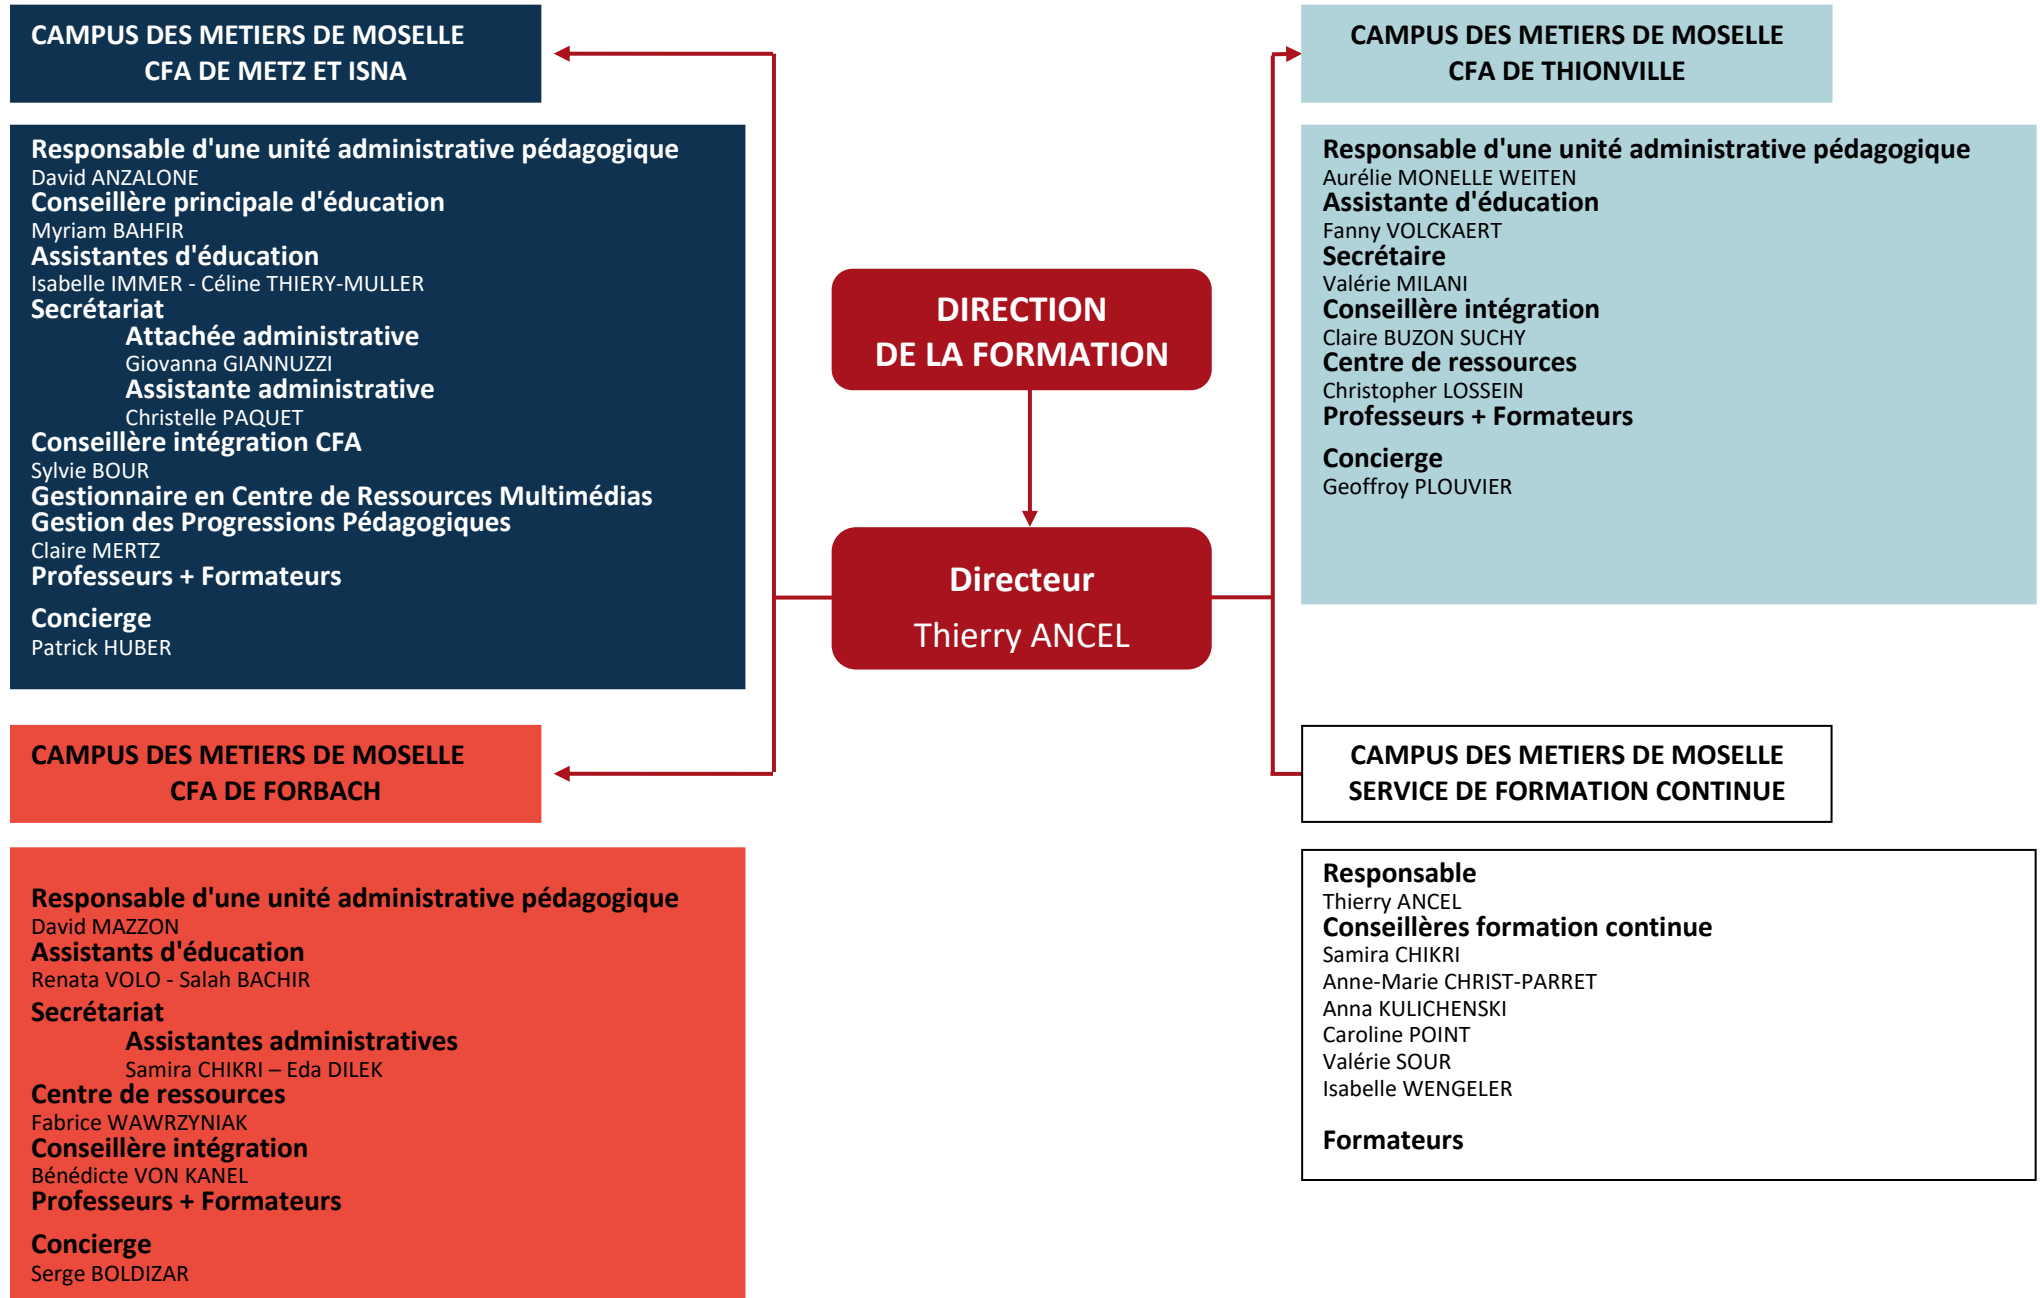 CAMPUS DES METIERS DE MOSELLE
CFA DE METZ ET ISNA
Responsable d'une unité administrative pédagogique
David ANZALONE
Conseillère principale d'éducation
Myriam BAHFIR
Assistantes d'éducation
Isabelle IMMER - Céline THIERY-MULLER
Secrétariat
Attachée administrative
Giovanna GIANNUZZI
Assistante administrative
Christelle PAQUET
Conseillère intégration CFA
Sylvie BOUR
Gestionnaire en Centre de Ressources Multimédias
Gestion des Progressions Pédagogiques
Claire MERTZ
Professeurs + Formateurs
Concierge
Patrick HUBER
DIRECTION
DE LA FORMATION
Directeur
Thierry ANCEL
CAMPUS DES METIERS DE MOSELLE
CFA DE THIONVILLE
Responsable d'une unité administrative pédagogique
Aurélie MONELLE WEITEN
Assistante d'éducation
Fanny VOLCKAERT
Secrétaire
Valérie MILANI
Conseillère intégration
Claire BUZON SUCHY
Centre de ressources
Christopher LOSSEIN
Professeurs + Formateurs
Concierge
Geoffroy PLOUVIER
CAMPUS DES METIERS DE MOSELLE
CFA DE FORBACH
Responsable d'une unité administrative pédagogique
David MAZZON
Assistants d'éducation
Renata VOLO - Salah BACHIR
Secrétariat
Assistantes administratives
Samira CHIKRI – Eda DILEK
Centre de ressources
Fabrice WAWRZYNIAK
Conseillère intégration
Bénédicte VON KANEL
Professeurs + Formateurs
Concierge
Serge BOLDIZAR
CAMPUS DES METIERS DE MOSELLE
SERVICE DE FORMATION CONTINUE
Responsable
Thierry ANCEL
Conseillères formation continue
Samira CHIKRI
Anne-Marie CHRIST-PARRET
Anna KULICHENSKI
Caroline POINT
Valérie SOUR
Isabelle WENGELER
Formateurs